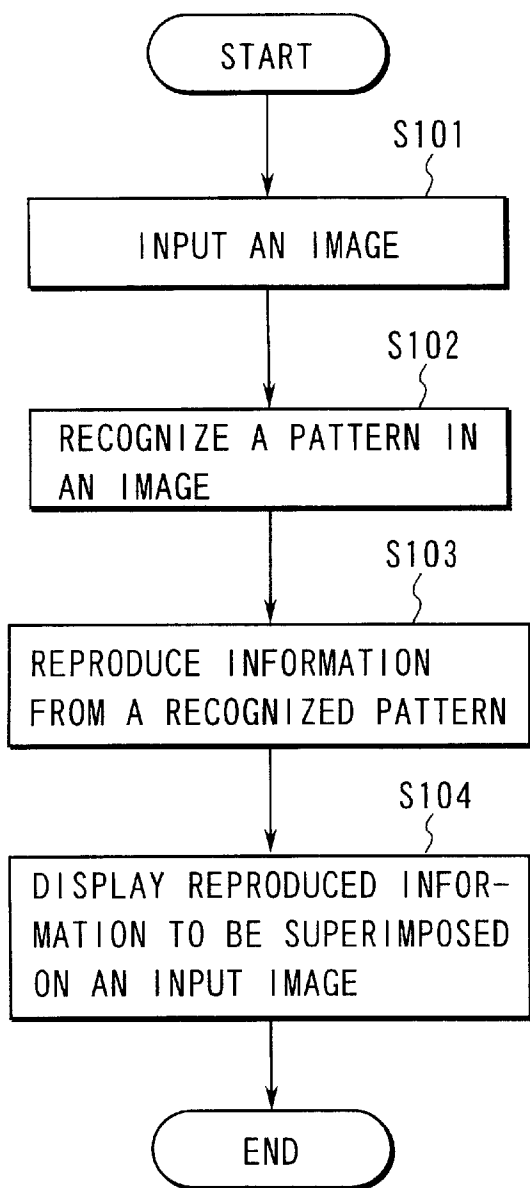 START
S101
INPUT AN IMAGE
S102
RECOGNIZE A PATTERN IN
AN IMAGE
S103
REPRODUCE INFORMATION
FROM A RECOGNIZED PATTERN
S104
DISPLAY REPRODUCED INFOR-
MATION TO BE SUPERIMPOSED
ON AN INPUT IMAGE
END